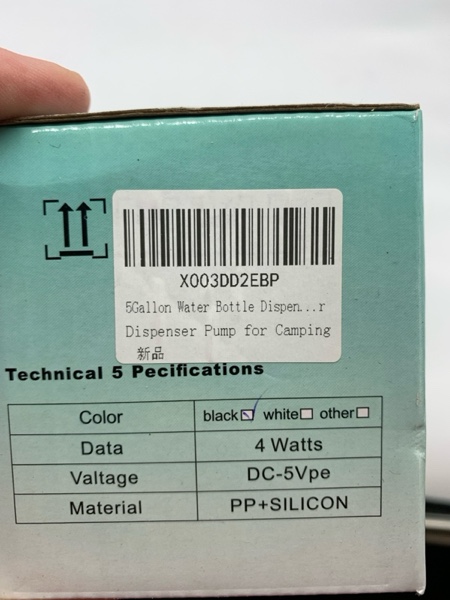 X003DD2EBP
5Gallon Water Bottle Dispen...r
Dispenser Pump for Camping
新品
Technical 5 Pecifications
Color black white other
Data 4 Watts
Valtage DC-5Vpe
Material PP+SILICON